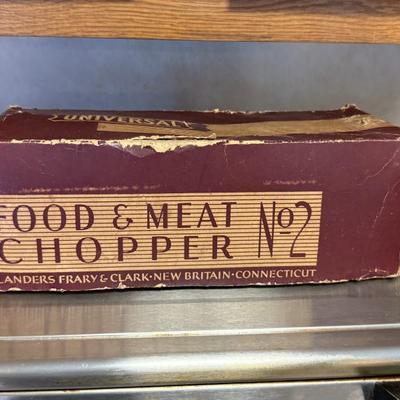 UNIVERSAL
FOOD & MEAT
CHOPPER No2
LANDERS FRARY & CLARK·NEW BRITAIN·CONNECTICUT